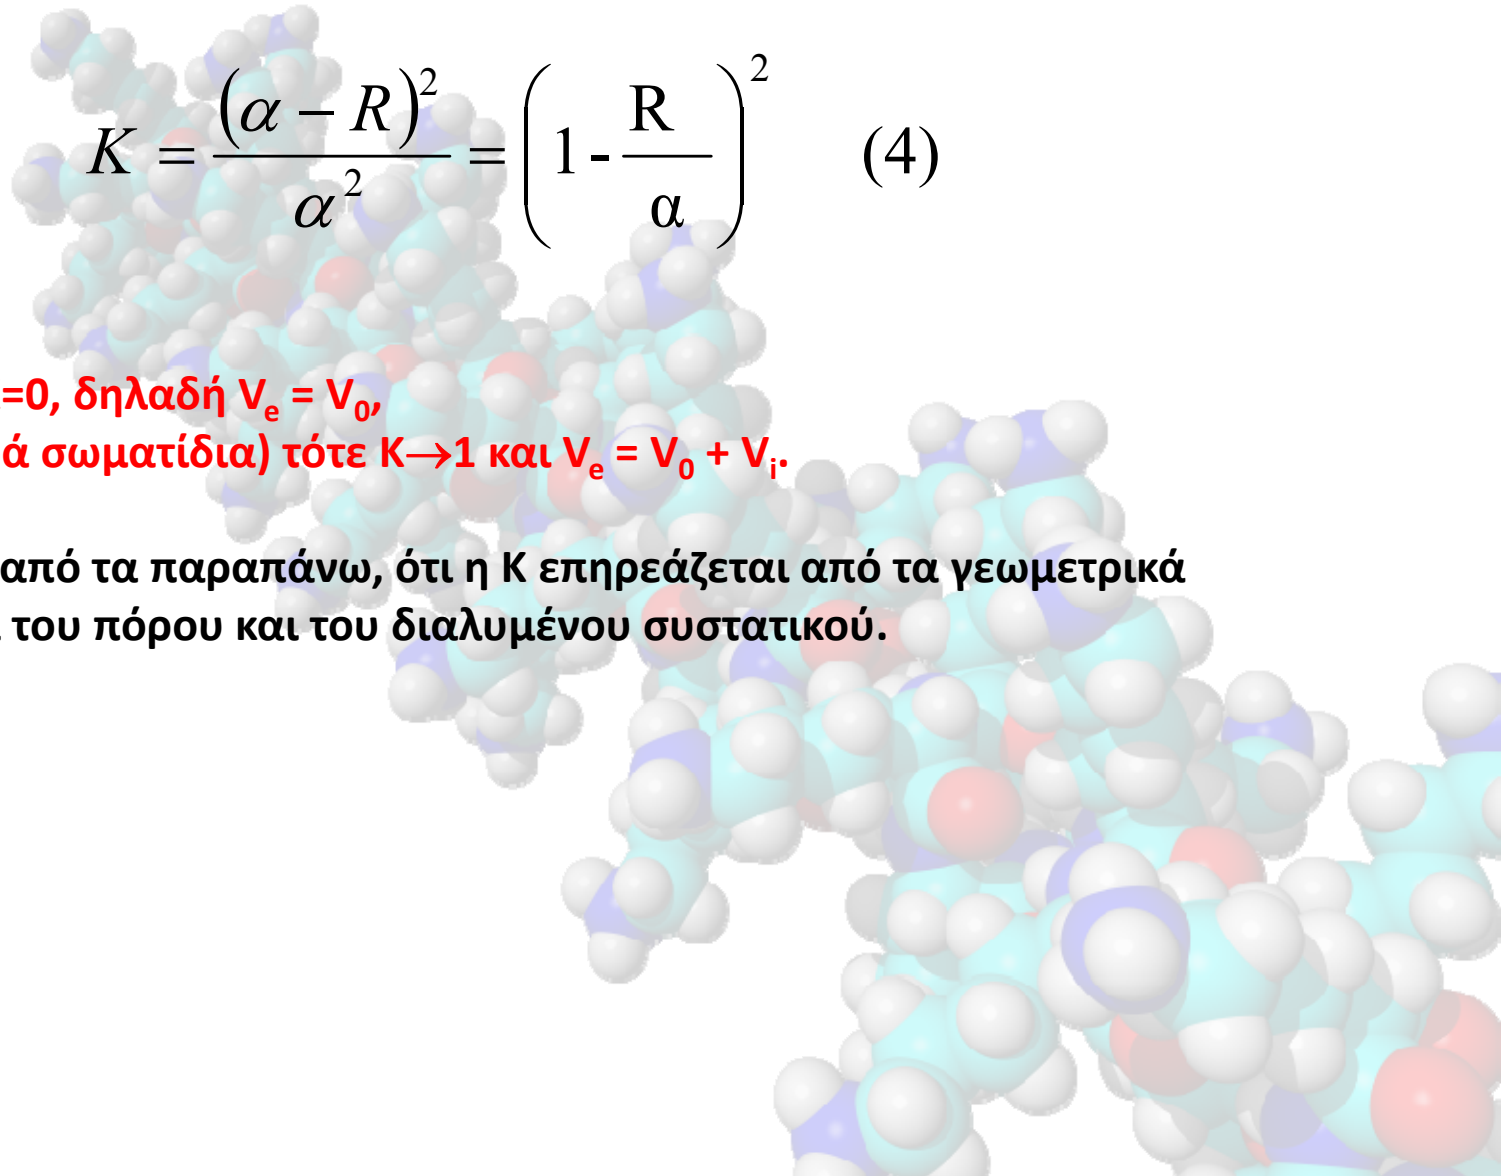 K = (α – R)² / α² = (1 - R / α)² (4)
=0, δηλαδή Vₑ = V₀,
ά σωματίδια) τότε Κ→1 και Vₑ = V₀ + Vᵢ.
από τα παραπάνω, ότι η Κ επηρεάζεται από τα γεωμετρικά
του πόρου και του διαλυμένου συστατικού.